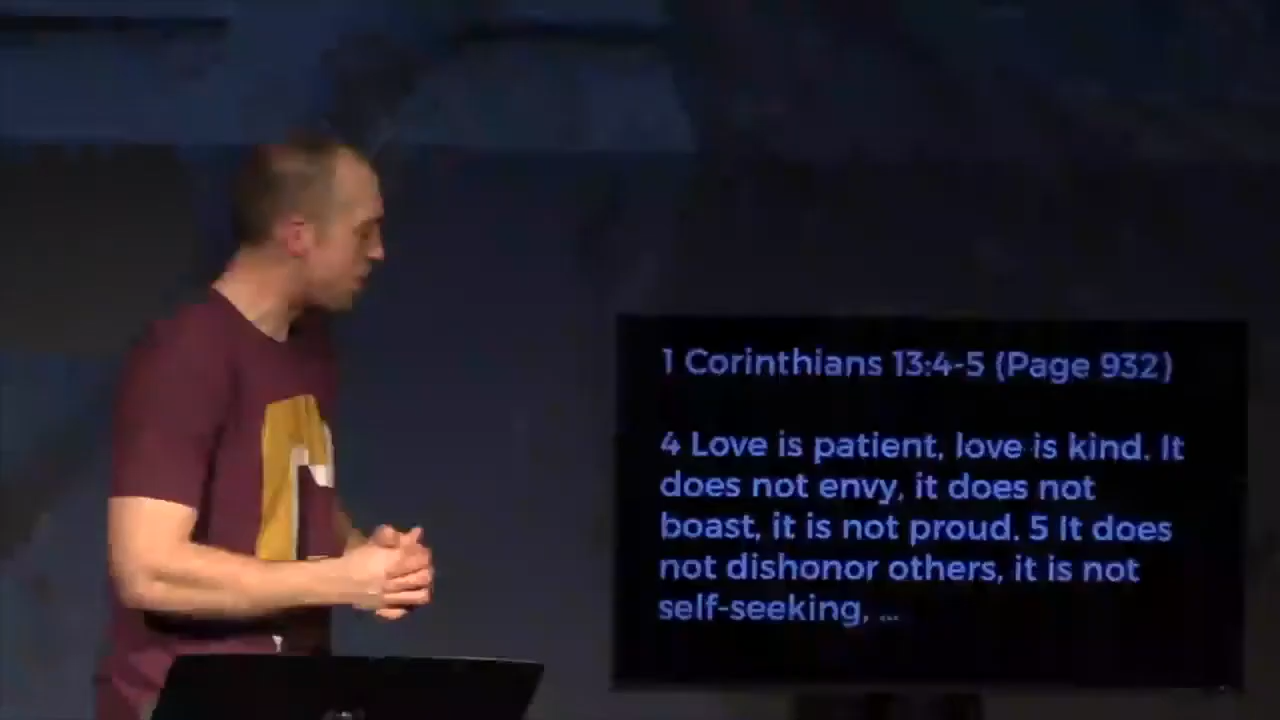 1 Corinthians 13:4-5 (Page 932)
4 Love is patient, love is kind. It
does not envy, it does not
boast, it is not proud. 5 It does
not dishonor others, it is not
self-seeking, ...